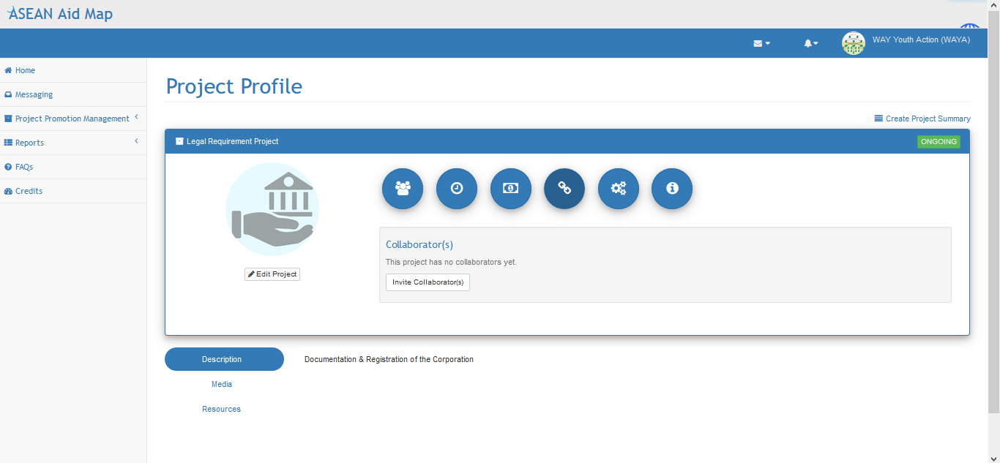 ASEAN Aid Map
WAY Youth Action (WAYA)
Home
Messaging
Project Promotion Management
Reports
FAQs
Credits
Project Profile
Create Project Summary
Legal Requirement Project
ONGOING
Edit Project
Collaborator(s)
This project has no collaborators yet.
Invite Collaborator(s)
Description
Documentation & Registration of the Corporation
Media
Resources